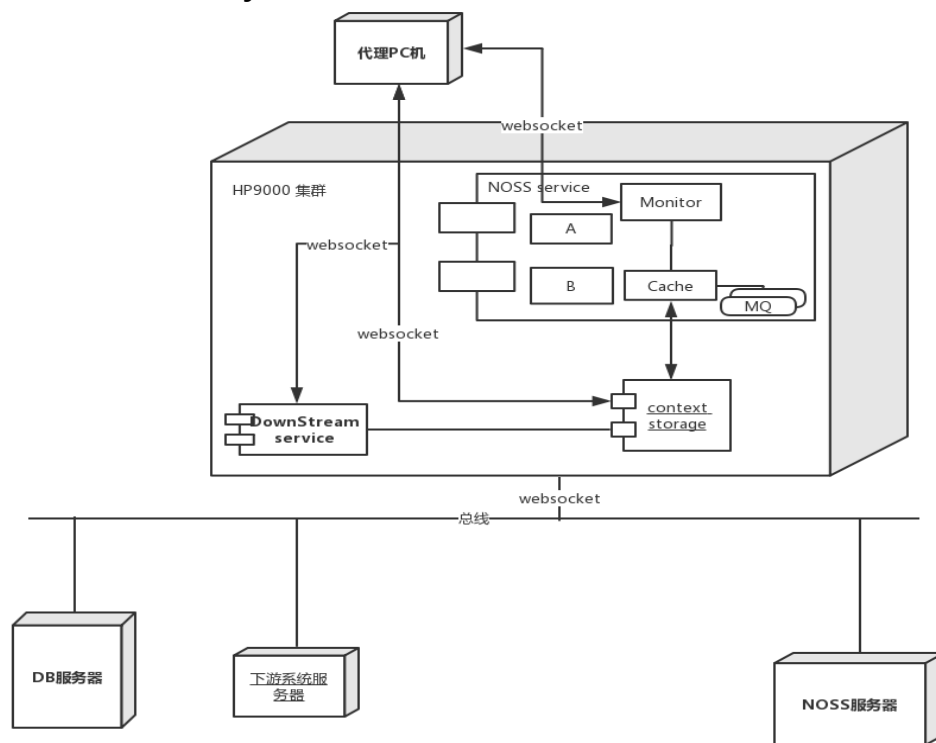 代理PC机
websocket
HP9000 集群
NOSS service
Monitor
A
websocket
B
Cache
MQ
websocket
context
storage
DownStream
service
websocket
总线
DB服务器
下游系统服
务器
NOSS服务器